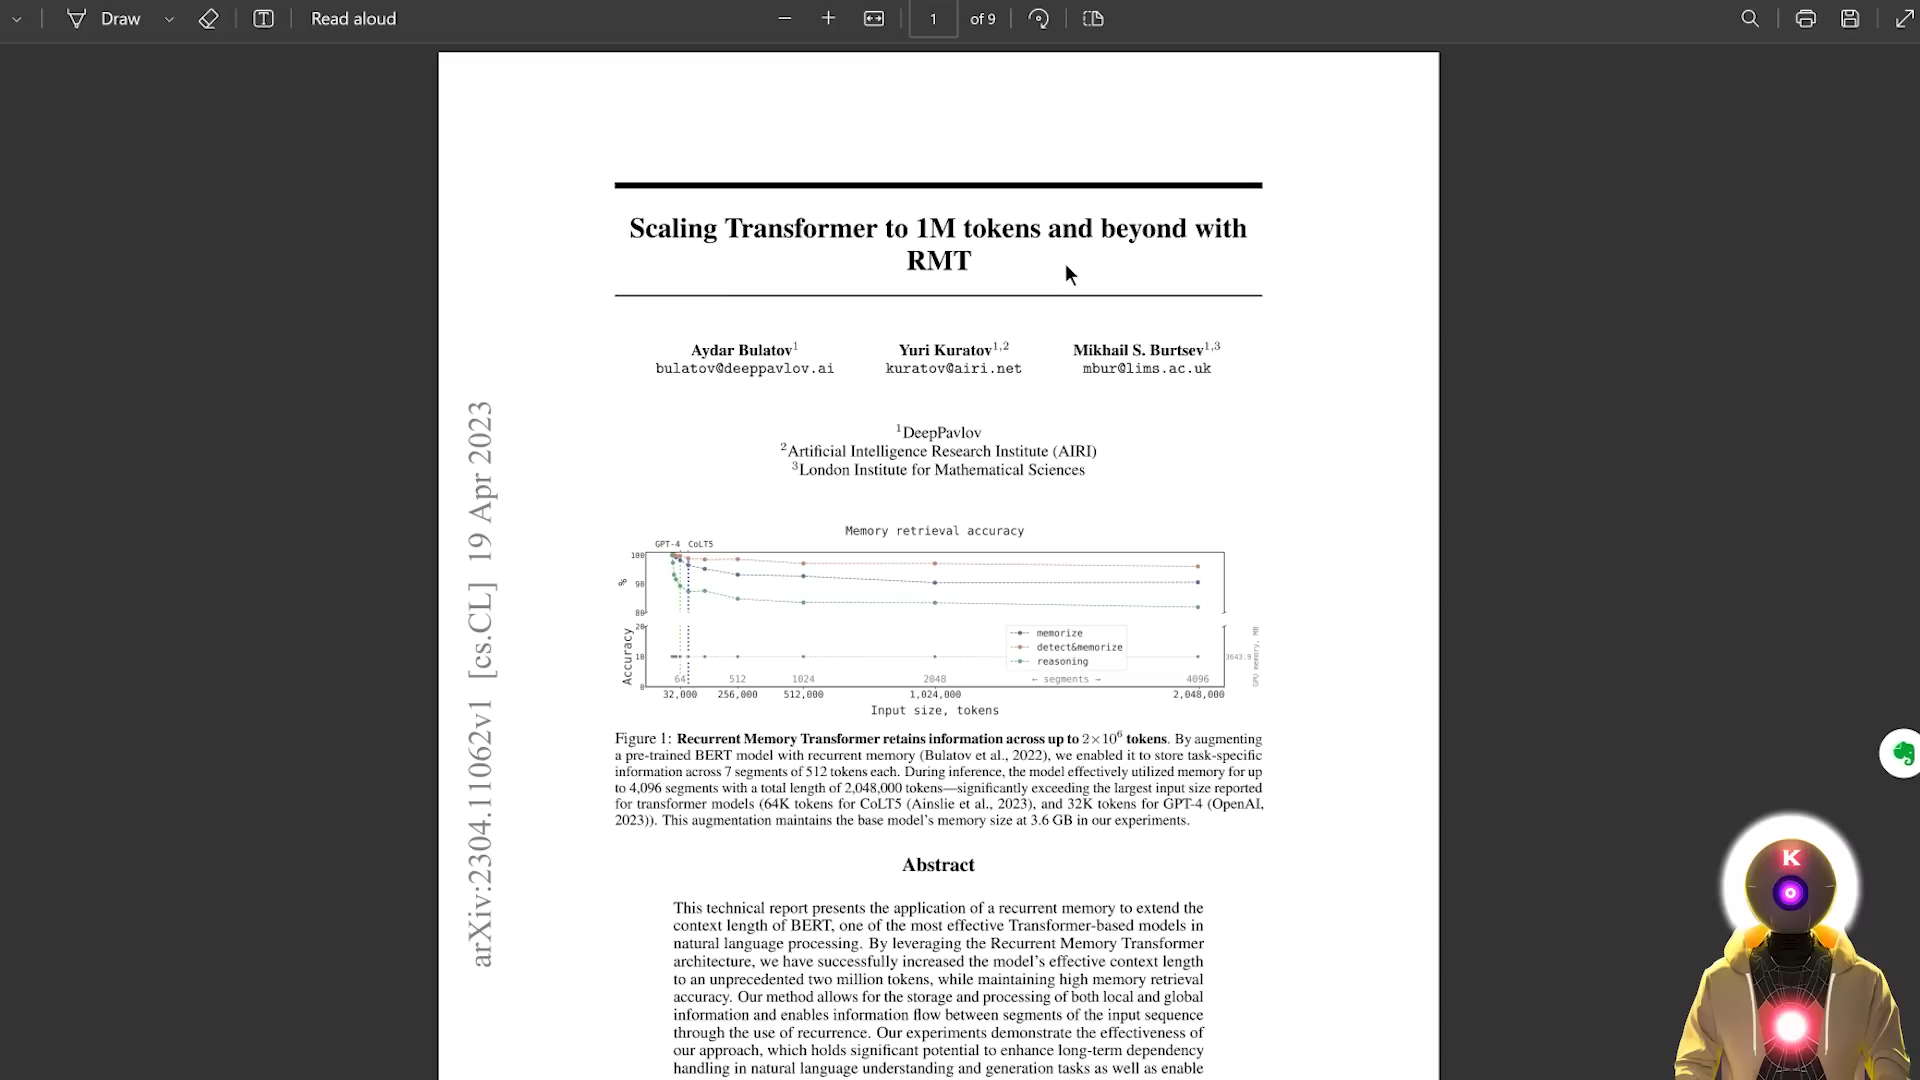 Draw
Read aloud
1 of 9
Scaling Transformer to 1M tokens and beyond with
RMT
Aydar Bulatov1
Yuri Kuratov1,2
Mikhail S. Burtsev1,3
bulatov@deeppavlov.ai
kuratov@airi.net
mbur@lims.ac.uk
1DeepPavlov
2Artificial Intelligence Research Institute (AIRI)
3London Institute for Mathematical Sciences
arXiv:2304.11062v1 [cs.CL] 19 Apr 2023
Memory retrieval accuracy
GPT-4 CoLT5
100
%
90
80
20
Accuracy
10
0
memorize
detect&memorize
reasoning
3643.9
GPU memory, MB
64 512 1024 2048 ← segments → 4096
32,000 256,000 512,000 1,024,000 2,048,000
Input size, tokens
Figure 1: Recurrent Memory Transformer retains information across up to 2×10⁶ tokens. By augmenting
a pre-trained BERT model with recurrent memory (Bulatov et al., 2022), we enabled it to store task-specific
information across 7 segments of 512 tokens each. During inference, the model effectively utilized memory for up
to 4,096 segments with a total length of 2,048,000 tokens—significantly exceeding the largest input size reported
for transformer models (64K tokens for CoLT5 (Ainslie et al., 2023), and 32K tokens for GPT-4 (OpenAI,
2023)). This augmentation maintains the base model's memory size at 3.6 GB in our experiments.
Abstract
This technical report presents the application of a recurrent memory to extend the
context length of BERT, one of the most effective Transformer-based models in
natural language processing. By leveraging the Recurrent Memory Transformer
architecture, we have successfully increased the model's effective context length
to an unprecedented two million tokens, while maintaining high memory retrieval
accuracy. Our method allows for the storage and processing of both local and global
information and enables information flow between segments of the input sequence
through the use of recurrence. Our experiments demonstrate the effectiveness of
our approach, which holds significant potential to enhance long-term dependency
handling in natural language understanding and generation tasks as well as enable
K